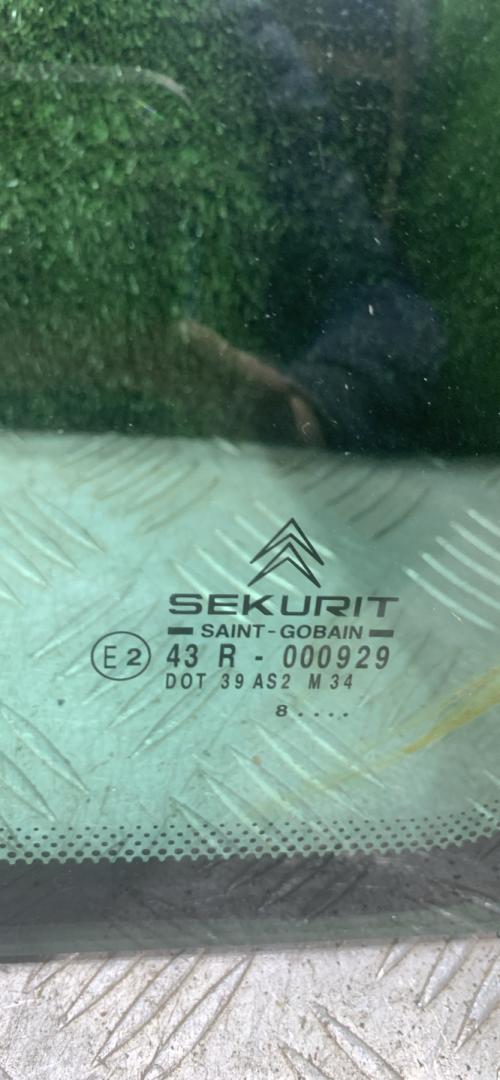 SEKURIT
SAINT-GOBAIN
E2 43 R - 000929
DOT 39 AS2 M 34
8....